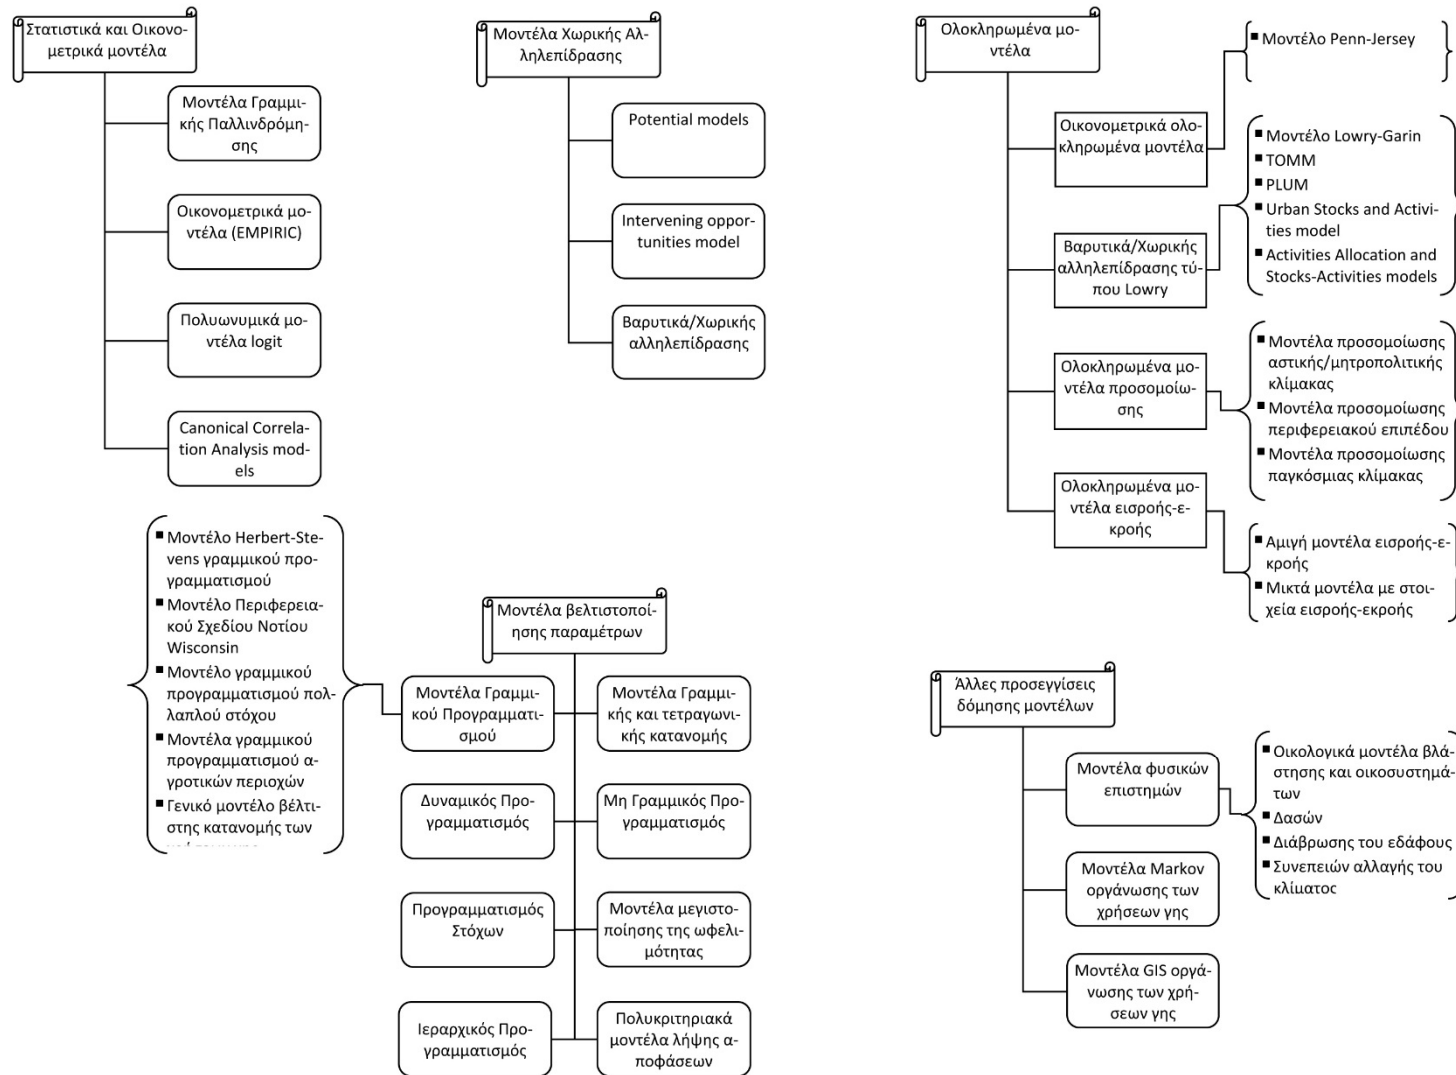 Στατιστικά και Οικονο-
μετρικά μοντέλα
Μοντέλα Γραμμι-
κής Παλλινδρόμη-
σης
Οικονομετρικά μο-
ντέλα (EMPIRIC)
Πολυωνυμικά μο-
ντέλα logit
Canonical Correla-
tion Analysis mod-
els
Μοντέλα Χωρικής Αλ-
ληλεπίδρασης
Potential models
Intervening oppor-
tunities model
Βαρυτικά/Χωρικής
αλληλεπίδρασης
Ολοκληρωμένα μο-
ντέλα
Οικονομετρικά ολο-
κληρωμένα μοντέλα
■ Μοντέλο Penn-Jersey
Βαρυτικά/Χωρικής
αλληλεπίδρασης τύ-
που Lowry
■ Μοντέλο Lowry-Garin
■ TOMM
■ PLUM
■ Urban Stocks and Activi-
ties model
■ Activities Allocation and
Stocks-Activities models
Ολοκληρωμένα μο-
ντέλα προσομοίω-
σης
■ Μοντέλα προσομοίωσης
αστικής/μητροπολιτικής
κλίμακας
■ Μοντέλα προσομοίωσης
περιφερειακού επιπέδου
■ Μοντέλα προσομοίωσης
παγκόσμιας κλίμακας
Ολοκληρωμένα μο-
ντέλα εισροής-ε-
κροής
■ Αμιγή μοντέλα εισροής-ε-
κροής
■ Μικτά μοντέλα με στοι-
χεία εισροής-εκροής
Μοντέλα βελτιστοποί-
ησης παραμέτρων
Μοντέλα Γραμμι-
κού Προγραμματι-
σμού
■ Μοντέλο Herbert-Ste-
vens γραμμικού προ-
γραμματισμού
■ Μοντέλο Περιφερεια-
κού Σχεδίου Νοτίου
Wisconsin
■ Μοντέλο γραμμικού
προγραμματισμού πολ-
λαπλού στόχου
■ Μοντέλα γραμμικού
προγραμματισμού α-
γροτικών περιοχών
■ Γενικό μοντέλο βέλτι-
στης κατανομής των
Μοντέλα Γραμμι-
κής και τετραγωνι-
κής κατανομής
Δυναμικός Προ-
γραμματισμός
Μη Γραμμικός Προ-
γραμματισμός
Προγραμματισμός
Στόχων
Μοντέλα μεγιστο-
ποίησης της ωφελι-
μότητας
Ιεραρχικός Προ-
γραμματισμός
Πολυκριτηριακά
μοντέλα λήψης α-
ποφάσεων
Άλλες προσεγγίσεις
δόμησης μοντέλων
Μοντέλα φυσικών
επιστημών
■ Οικολογικά μοντέλα βλά-
στησης και οικοσυστημά-
των
■ Δασών
■ Διάβρωσης του εδάφους
■ Συνεπειών αλλαγής του
κλίματος
Μοντέλα Markov
οργάνωσης των
χρήσεων γης
Μοντέλα GIS οργά-
νωσης των χρή-
σεων γης